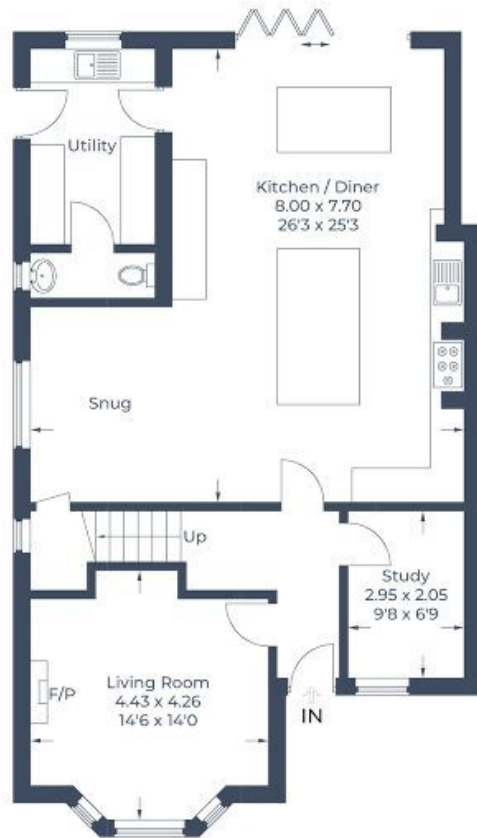 Utility
Kitchen / Diner
8.00 x 7.70
26'3 x 25'3
Snug
Up
Study
2.95 x 2.05
9'8 x 6'9
Living Room
4.43 x 4.26
14'6 x 14'0
F/P
IN